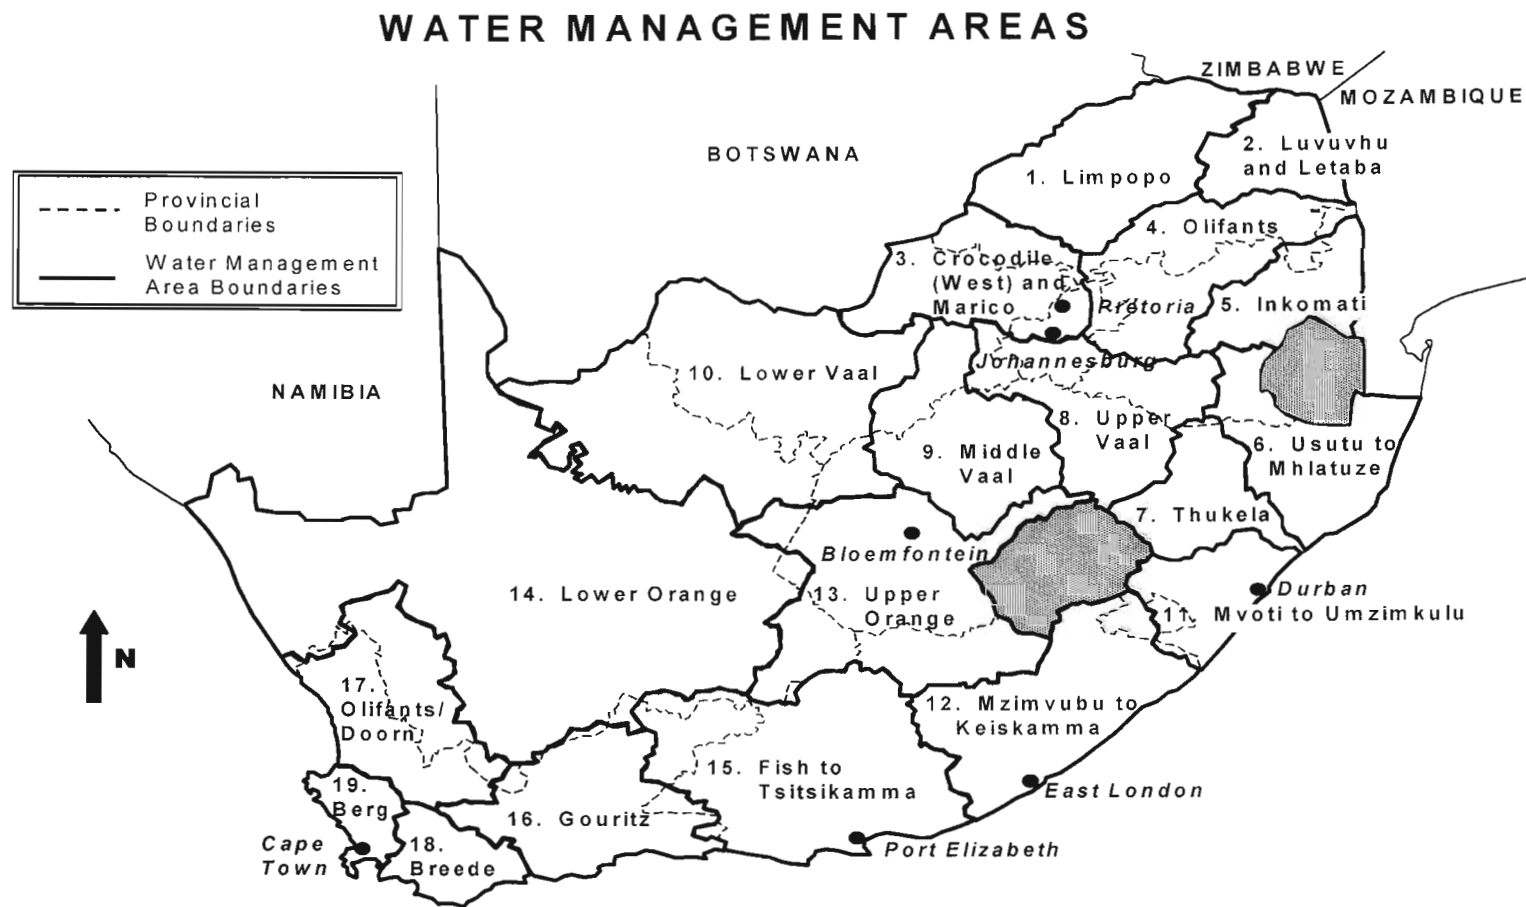 WATER MANAGEMENT AREAS
ZIMBABWE
MOZAMBIQUE
BOTSWANA
2. Luvuvhu
and Letaba
1. Limpopo
Provincial
Boundaries
Water Management
Area Boundaries
4. Olifants
3. Crocodile
(West) and
Marico
Pretoria
5. Inkomati
Johannesburg
10. Lower Vaal
NAMIBIA
8. Upper
Vaal
9. Middle
Vaal
6. Usutu to
Mhlatuze
7. Thukela
Bloemfontein
14. Lower Orange
13. Upper
Orange
Durban
11. Mvoti to Umzimkulu
N
17.
Olifants/
Doorn
12. Mzimvubu to
Keiskamma
15. Fish to
Tsitsikamma
19.
Berg
East London
16. Gouritz
Cape
Town
18.
Breede
Port Elizabeth